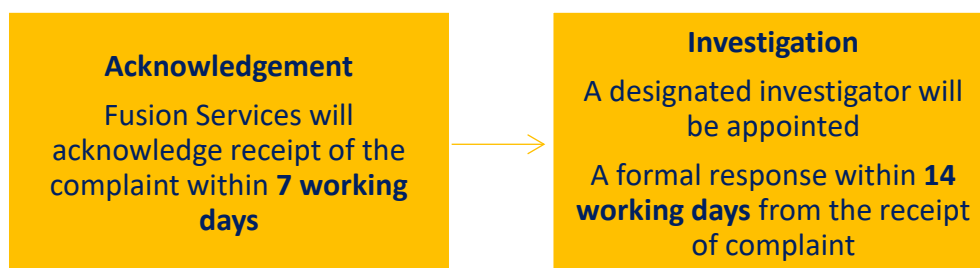 Acknowledgement
Fusion Services will
acknowledge receipt of the
complaint within 7 working
days
Investigation
A designated investigator will
be appointed
A formal response within 14
working days from the receipt
of complaint